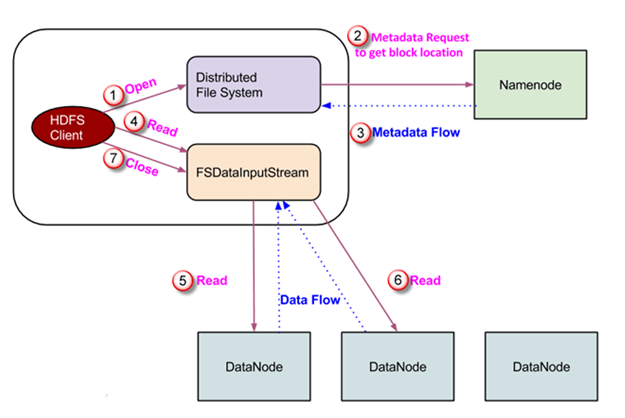 2 Metadata Request
to get block location
Distributed
File System
Namenode
1 Open
HDFS
Client
4 Read
3 Metadata Flow
7 Close
FSDataInputStream
5 Read
6 Read
Data Flow
DataNode
DataNode
DataNode